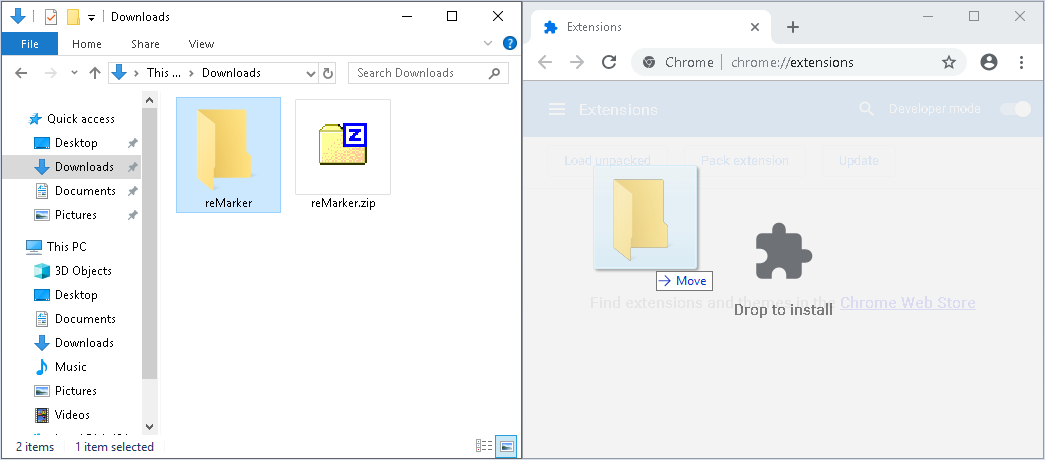 Downloads
File Home Share View
This ... Downloads
Search Downloads
Quick access
Desktop
Downloads
Documents
Pictures
This PC
3D Objects
Desktop
Documents
Downloads
Music
Pictures
Videos
reMarker
reMarker.zip
2 items 1 item selected
Extensions
Chrome chrome://extensions
Extensions
Developer mode
Load unpacked Pack extension Update
Move
Find extensions and themes in the Chrome Web Store
Drop to install